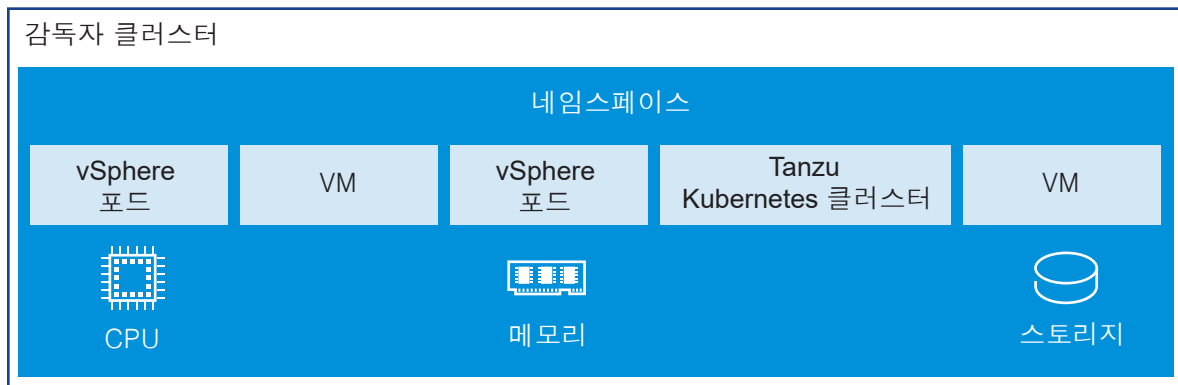 감독자 클러스터
네임스페이스
vSphere
포드
VM
vSphere
포드
Tanzu
Kubernetes 클러스터
VM
CPU
메모리
스토리지